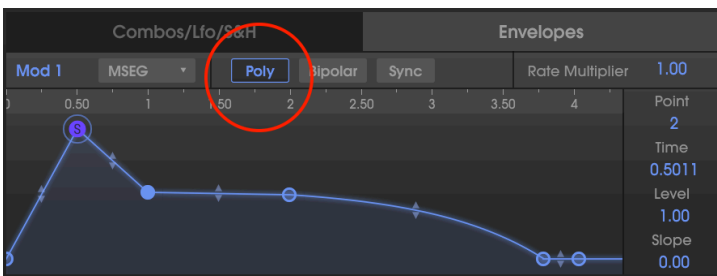 Combos/Lfo/S&H Envelopes
Mod 1 MSEG Poly Bipolar Sync Rate Multiplier 1.00
0 0.50 1 1.50 2 2.50 3 3.50 4
S
Point
2
Time
0.5011
Level
1.00
Slope
0.00